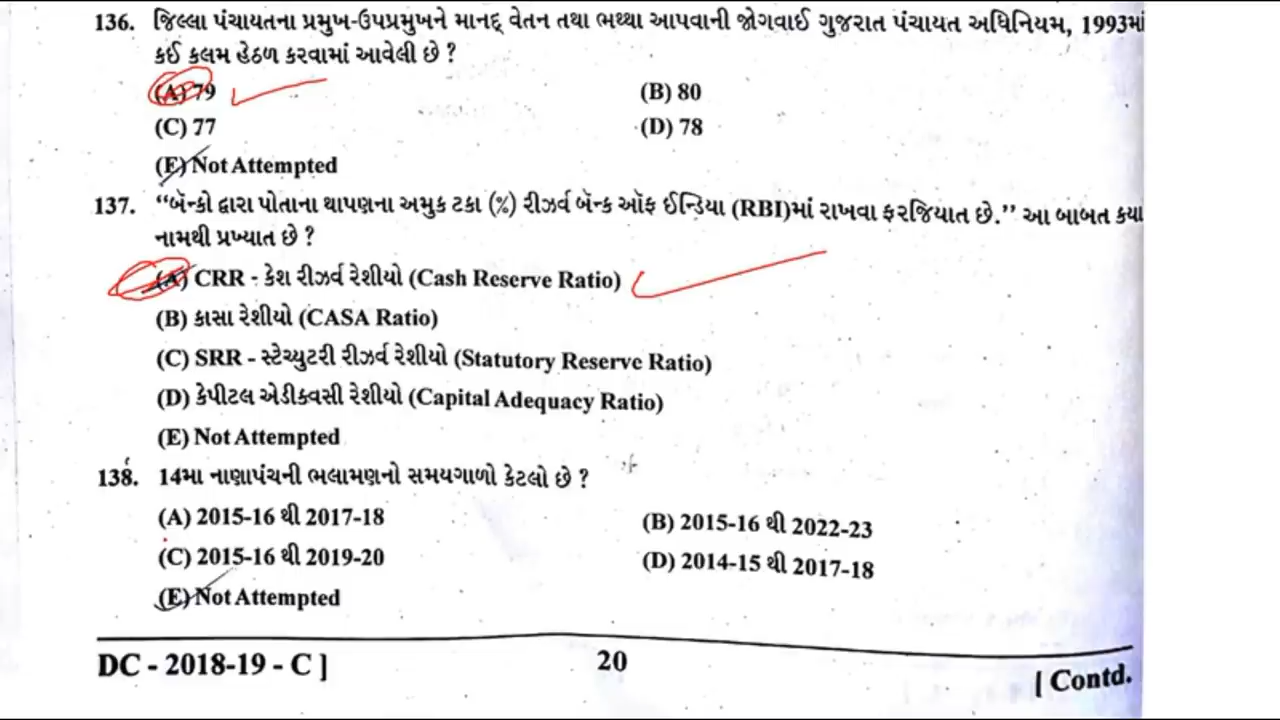 136. જિલ્લા પંચાયતના પ્રમુખ-ઉપપ્રમુખને માનદ્ વેતન તથા ભથ્થા આપવાની જોગવાઈ ગુજરાત પંચાયત અધિનિયમ, 1993માં
કઈ કલમ હેઠળ કરવામાં આવેલી છે ?
(A) 79 (B) 80
(C) 77 (D) 78
(E) Not Attempted
137. “બૅન્કો દ્વારા પોતાના થાપણના અમુક ટકા (%) રીઝર્વ બૅન્ક ઑફ ઈન્ડિયા (RBI)માં રાખવા ફરજિયાત છે.” આ બાબત કયા
નામથી પ્રખ્યાત છે ?
(A) CRR - કેશ રીઝર્વ રેશીયો (Cash Reserve Ratio)
(B) કાસા રેશીયો (CASA Ratio)
(C) SRR - સ્ટેચ્યુટરી રીઝર્વ રેશીયો (Statutory Reserve Ratio)
(D) કેપીટલ એડીક્વસી રેશીયો (Capital Adequacy Ratio)
(E) Not Attempted
138. 14મા નાણાપંચની ભલામણનો સમયગાળો કેટલો છે ?
(A) 2015-16 થી 2017-18 (B) 2015-16 થી 2022-23
(C) 2015-16 થી 2019-20 (D) 2014-15 થી 2017-18
(E) Not Attempted
DC - 2018-19 - C ] 20 [ Contd.